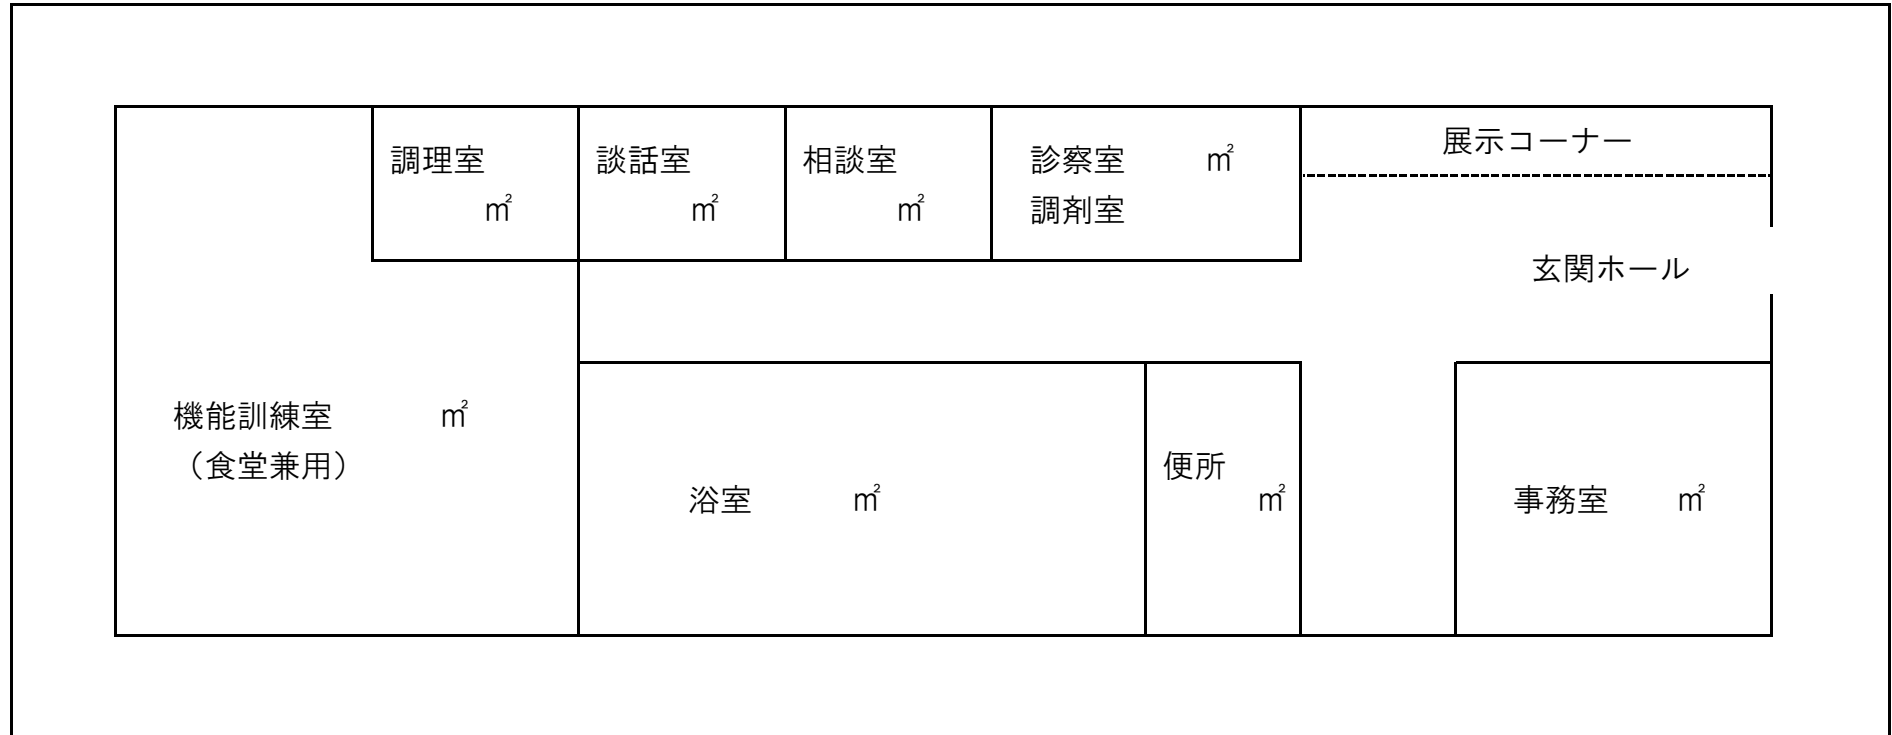 調理室
㎡
談話室
㎡
相談室
㎡
診察室 ㎡
調剤室
展示コーナー
玄関ホール
機能訓練室 ㎡
（食堂兼用）
浴室 ㎡
便所
㎡
事務室 ㎡